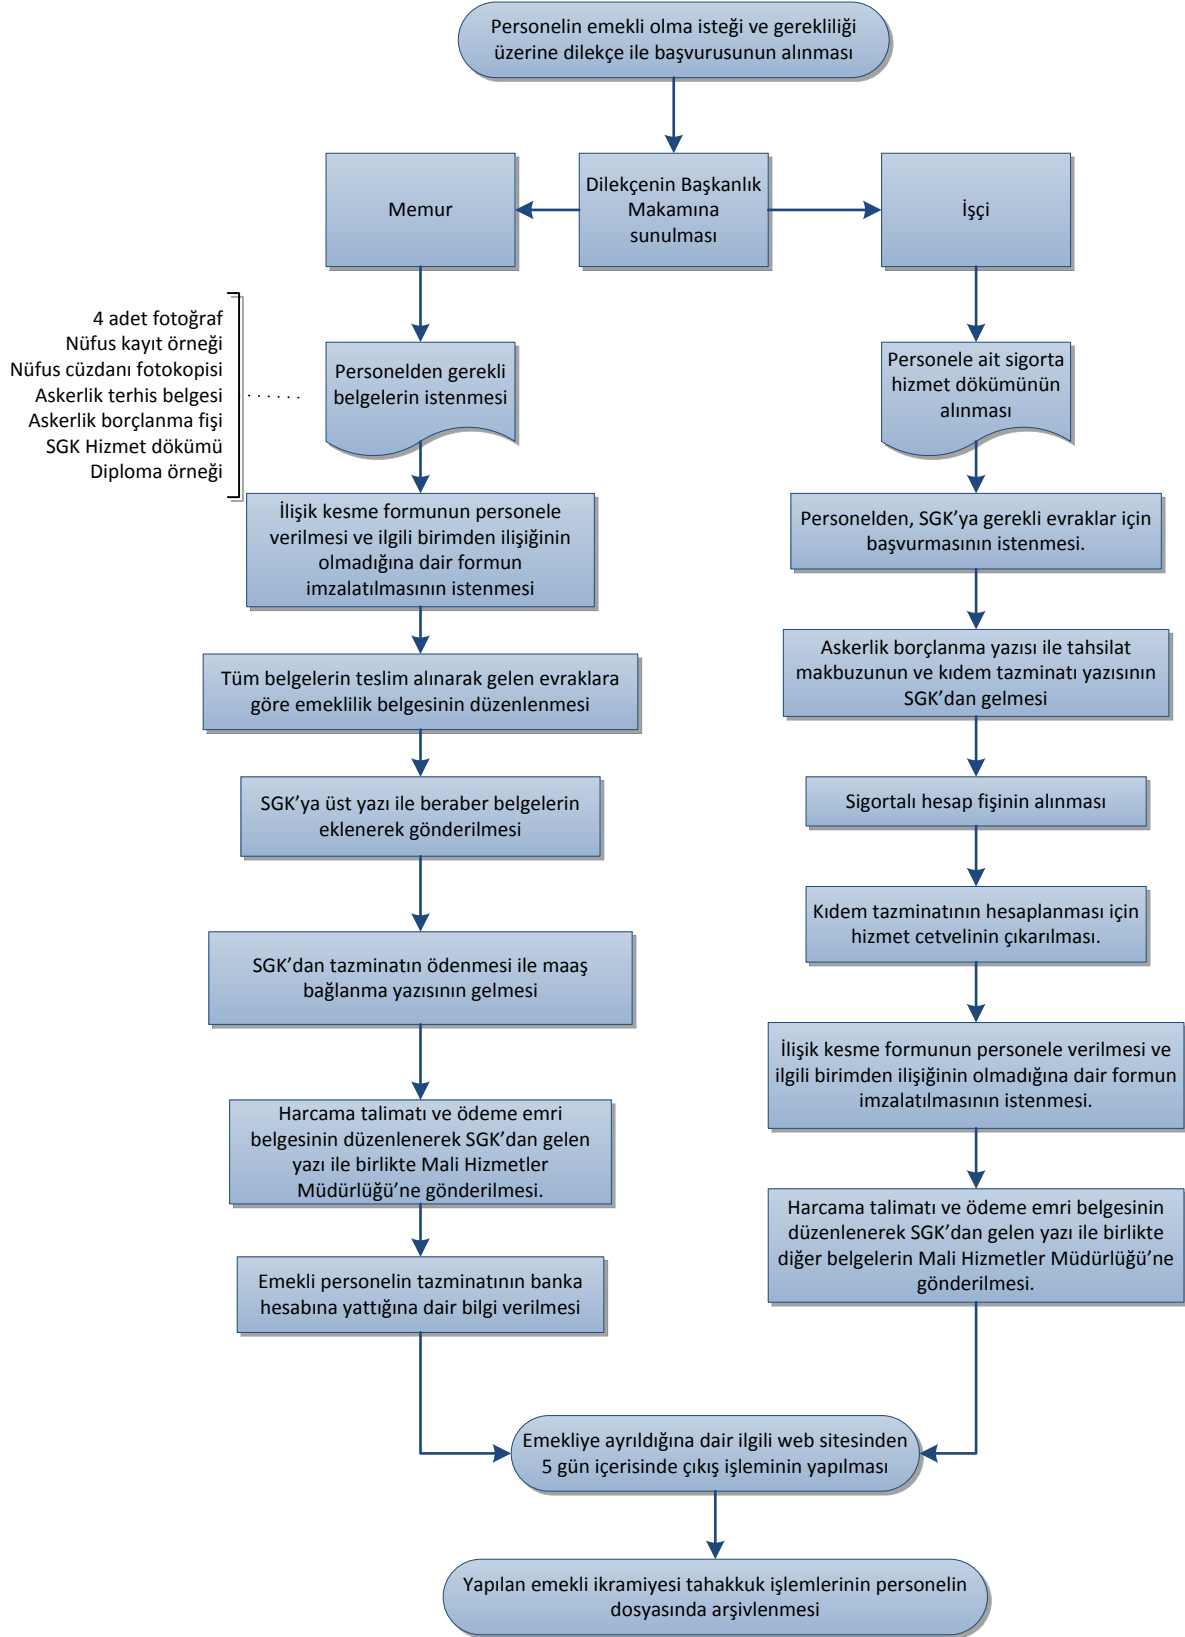 Personelin emekli olma isteği ve gerekliliği
üzerine dilekçe ile başvurusunun alınması
Memur
Dilekçenin Başkanlık
Makamına
sunulması
İşçi
4 adet fotoğraf
Nüfus kayıt örneği
Nüfus cüzdanı fotokopisi
Askerlik terhis belgesi
Askerlik borçlanma fişi
SGK Hizmet dökümü
Diploma örneği
Personelden gerekli
belgelerin istenmesi
İlişik kesme formunun personele
verilmesi ve ilgili birimden ilişiğinin
olmadığına dair formun
imzalatılmasının istenmesi
Tüm belgelerin teslim alınarak gelen evraklara
göre emeklilik belgesinin düzenlenmesi
SGK’ya üst yazı ile beraber belgelerin
eklenerek gönderilmesi
SGK’dan tazminatın ödenmesi ile maaş
bağlanma yazısının gelmesi
Harcama talimatı ve ödeme emri
belgesinin düzenlenerek SGK’dan gelen
yazı ile birlikte Mali Hizmetler
Müdürlüğü’ne gönderilmesi.
Emekli personelin tazminatının banka
hesabına yattığına dair bilgi verilmesi
Personele ait sigorta
hizmet dökümünün
alınması
Personelden, SGK’ya gerekli evraklar için
başvurmasının istenmesi.
Askerlik borçlanma yazısı ile tahsilat
makbuzunun ve kıdem tazminatı yazısının
SGK’dan gelmesi
Sigortalı hesap fişinin alınması
Kıdem tazminatının hesaplanması için
hizmet cetvelinin çıkarılması.
İlişik kesme formunun personele verilmesi ve
ilgili birimden ilişiğinin olmadığına dair formun
imzalatılmasının istenmesi.
Harcama talimatı ve ödeme emri belgesinin
düzenlenerek SGK’dan gelen yazı ile birlikte
diğer belgelerin Mali Hizmetler Müdürlüğü’ne
gönderilmesi.
Emekliye ayrıldığına dair ilgili web sitesinden
5 gün içerisinde çıkış işleminin yapılması
Yapılan emekli ikramiyesi tahakkuk işlemlerinin personelin
dosyasında arşivlenmesi